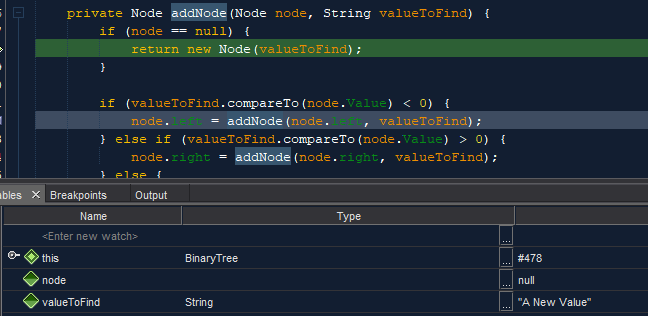 private Node addNode(Node node, String valueToFind) {
if (node == null) {
return new Node(valueToFind);
}
if (valueToFind.compareTo(node.Value) < 0) {
node.left = addNode(node.left, valueToFind);
} else if (valueToFind.compareTo(node.Value) > 0) {
node.right = addNode(node.right, valueToFind);
} else {
ables × Breakpoints Output
Name Type
<Enter new watch> ...
this BinaryTree ... #478
node ... null
valueToFind String ... "A New Value"